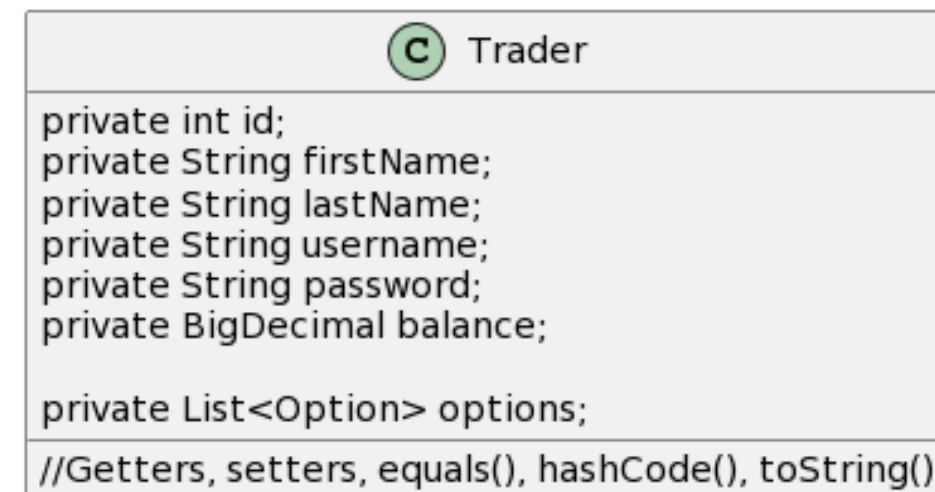 C Trader
private int id;
private String firstName;
private String lastName;
private String username;
private String password;
private BigDecimal balance;
private List<Option> options;
//Getters, setters, equals(), hashCode(), toString()